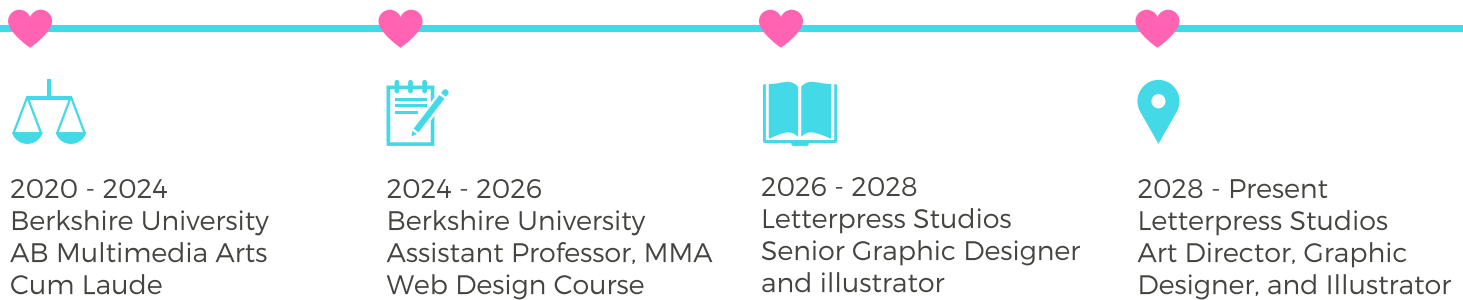 2020 - 2024
Berkshire University
AB Multimedia Arts
Cum Laude
2024 - 2026
Berkshire University
Assistant Professor, MMA
Web Design Course
2026 - 2028
Letterpress Studios
Senior Graphic Designer
and illustrator
2028 - Present
Letterpress Studios
Art Director, Graphic
Designer, and Illustrator